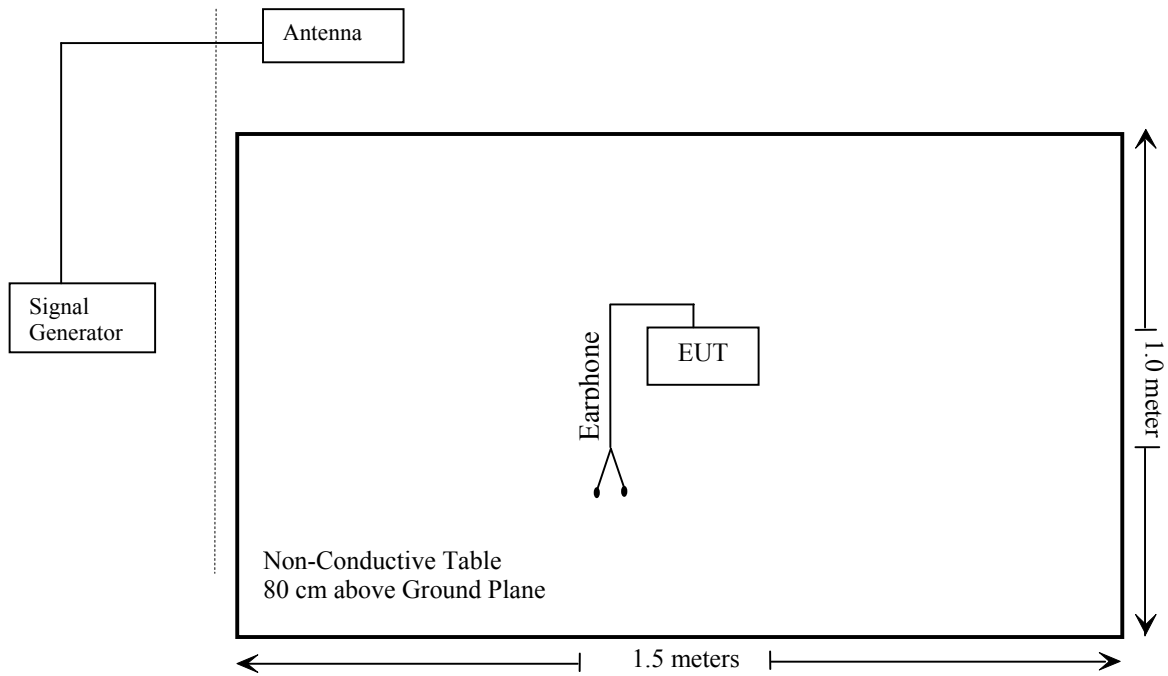 Antenna
Signal
Generator
EUT
Earphone
1.0 meter
Non-Conductive Table
80 cm above Ground Plane
1.5 meters